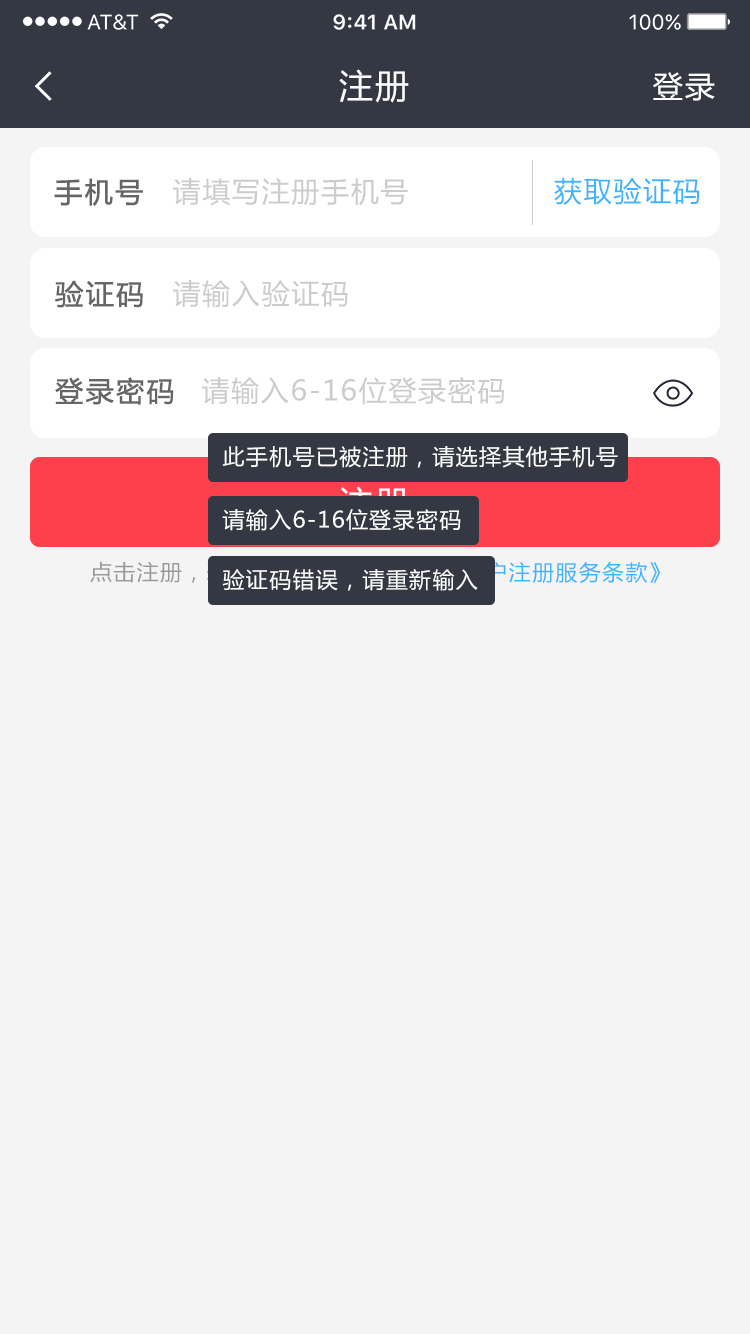 AT&T 9:41 AM 100%
注册 登录
手机号 请填写注册手机号 获取验证码
验证码 请输入验证码
登录密码 请输入6-16位登录密码
此手机号已被注册，请选择其他手机号
请输入6-16位登录密码
点击注册， 户注册服务条款》
验证码错误，请重新输入